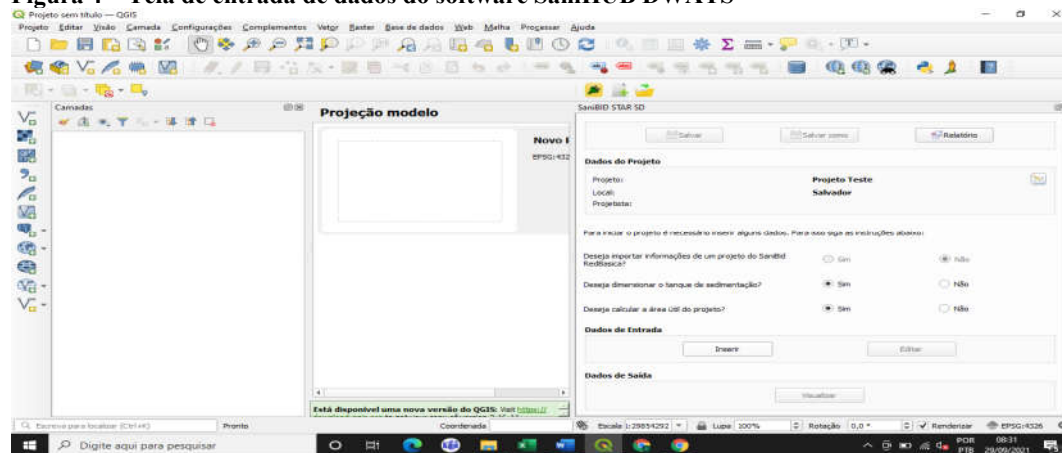 Figura 4 – Tela de entrada de dados do software SaniHUB DWATS
Projeto sem título — QGIS
Projeto Editar Visão Camada Configurações Complementos Vetor Raster Base de dados Web Malha Processar Ajuda
Camadas
Projeção modelo
Novo
EPSG:432
SaniBID STAR SD
Salvar
Salvar como
Relatório
Dados do Projeto
Projeto: Projeto Teste
Local: Salvador
Projetista:
Para iniciar o projeto é necessário inserir alguns dados. Para isso siga as instruções abaixo:
Deseja importar informações de um projeto do SaniBid RedBasica?
Sim
Não
Deseja dimensionar o tanque de sedimentação?
Sim
Não
Deseja calcular a área útil do projeto?
Sim
Não
Dados de Entrada
Inserir
Editar
Dados de Saída
Visualizar
Está disponível uma nova versão do QGIS: Visit https://
Escreva para localizar (Ctrl+K)
Pronto
Coordenada
Escala 1:29854292
Lupa 100%
Rotação 0,0 °
Renderizar
EPSG:4326
Digite aqui para pesquisar
POR
PTB
08:31
29/09/2021